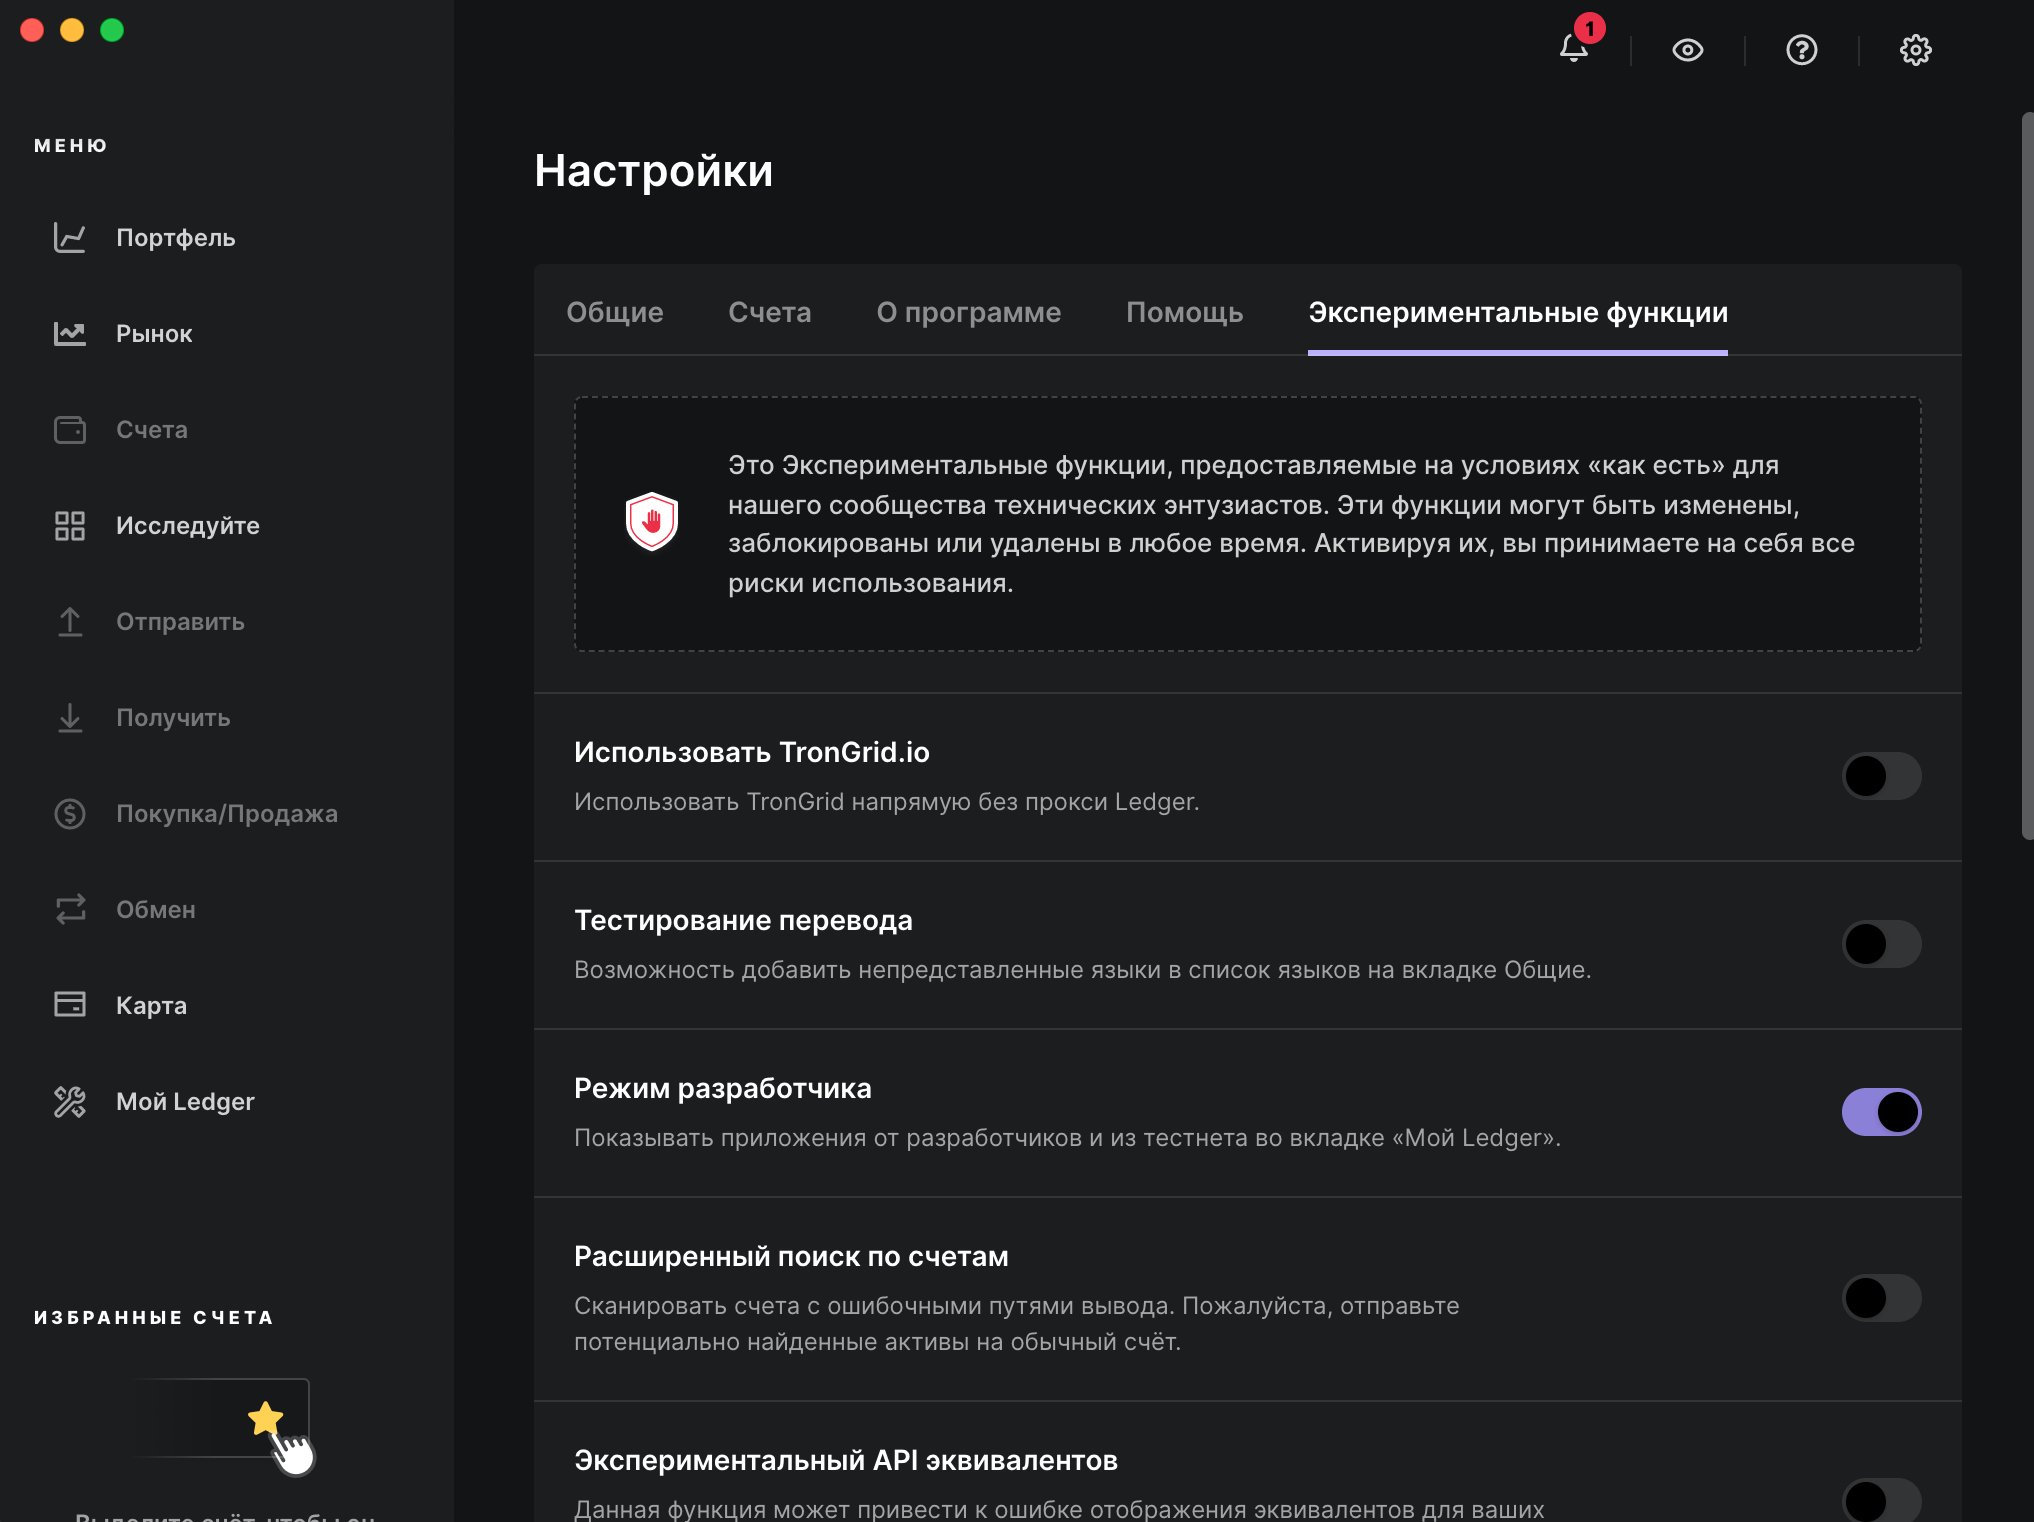 1
МЕНЮ
Портфель
Рынок
Счета
Исследуйте
Отправить
Получить
Покупка/Продажа
Обмен
Карта
Мой Ledger
ИЗБРАННЫЕ СЧЕТА
Выделите счёт, чтобы он
Настройки
Общие
Счета
О программе
Помощь
Экспериментальные функции
Это Экспериментальные функции, предоставляемые на условиях «как есть» для
нашего сообщества технических энтузиастов. Эти функции могут быть изменены,
заблокированы или удалены в любое время. Активируя их, вы принимаете на себя все
риски использования.
Использовать TronGrid.io
Использовать TronGrid напрямую без прокси Ledger.
Тестирование перевода
Возможность добавить непредставленные языки в список языков на вкладке Общие.
Режим разработчика
Показывать приложения от разработчиков и из тестнета во вкладке «Мой Ledger».
Расширенный поиск по счетам
Сканировать счета с ошибочными путями вывода. Пожалуйста, отправьте
потенциально найденные активы на обычный счёт.
Экспериментальный API эквивалентов
Данная функция может привести к ошибке отображения эквивалентов для ваших